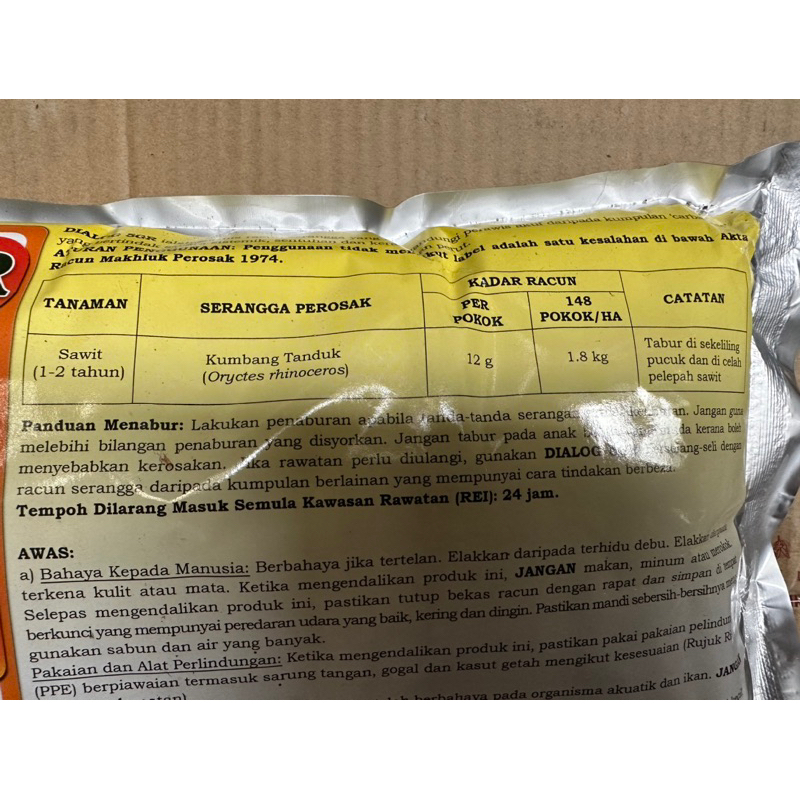 R
DIALOG 5GR
label adalah satu kesalahan di bawah Akta
Racun Makhluk Perosak 1974.
TANAMAN
SERANGGA PEROSAK
KADAR RACUN
PER
POKOK
148
POKOK/HA
CATATAN
Sawit
(1-2 tahun)
Kumbang Tanduk
(Oryctes rhinoceros)
12 g
1.8 kg
Tabur di sekeliling
pucuk dan di celah
pelepah sawit
Panduan Menabur: Lakukan penaburan apabila tanda-tanda serangan Jangan guna
melebihi bilangan penaburan yang disyorkan. Jangan tabur pada anak kerana boleh
menyebabkan kerosakan. Jika rawatan perlu diulangi, gunakan DIALOG dengan
racun serangga daripada kumpulan berlainan yang mempunyai cara tindakan berbeza.
Tempoh Dilarang Masuk Semula Kawasan Rawatan (REI): 24 jam.
AWAS:
a) Bahaya Kepada Manusia: Berbahaya jika tertelan. Elakkan daripada terhidu debu. Elakkan daripada
terkena kulit atau mata. Ketika mengendalikan produk ini, JANGAN makan, minum atau merokok.
Selepas mengendalikan produk ini, pastikan tutup bekas racun dengan rapat dan simpan di tempat
berkunci yang mempunyai peredaran udara yang baik, kering dan dingin. Pastikan mandi sebersih-bersihnya
gunakan sabun dan air yang banyak.
Pakaian dan Alat Perlindungan: Ketika mengendalikan produk ini, pastikan pakai pakaian
(PPE) berpiawaian termasuk sarung tangan, gogal dan kasut getah mengikut kesesuaian (Rujuk
berbahaya pada organisma akuatik dan ikan.